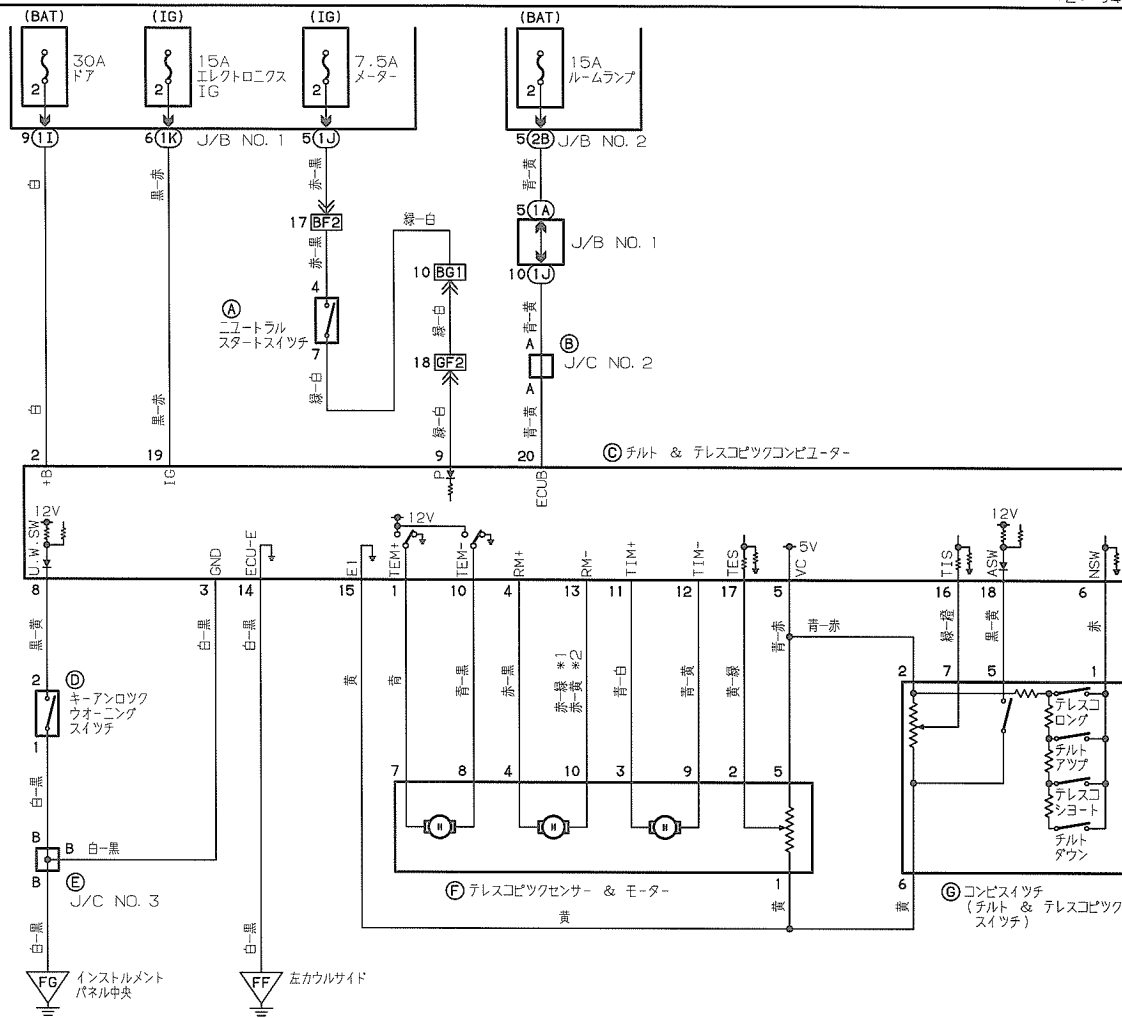 (BAT)
(IG)
(IG)
(BAT)
30A
ドア
15A
エレクトロニクス
IG
7.5A
メーター
15A
ルームランプ
2
2
2
2
9 1I
6 1K
J/B NO. 1
5 1J
5 2B
J/B NO. 2
白
黒−赤
赤−黒
青−黄
17 BF2
緑−白
5 1A
J/B NO. 1
赤−黒
10 BG1
10 1J
A
ニユートラル
スタートスイツチ
4
7
緑−白
青−黄
A
B
J/C NO. 2
18 GF2
A
白
黒−赤
緑−白
緑−白
青−黄
2
19
9
20
C チルト & テレスコピツクコンピユーター
+B
IG
P
ECUB
12V
12V
5V
12V
U.W.SW
GND
ECU-E
E1
TEM+
TEM-
RM+
RM-
TIM+
TIM-
TES
VC
TIS
ASW
NSW
8
3
14
15
1
10
4
13
11
12
17
5
16
18
6
黒−黄
白−黒
白−黒
黄
青
青−黒
赤−黒
赤−緑 *1
赤−黄 *2
青−白
青−黄
黄−緑
青−赤
青−赤
緑−橙
黒−黄
赤
2
D
キーアンロツク
ウオーニング
スイツチ
1
2
7
5
1
テレスコ
ロング
チルト
アツプ
テレスコ
シヨート
チルト
ダウン
白−黒
7
8
4
10
3
9
2
5
M
M
M
B
B 白−黒
B
E
J/C NO. 3
F テレスコピツクセンサー & モーター
1
黄
黄
6
黄
G コンビスイツチ
(チルト & テレスコピツク
スイツチ)
白−黒
白−黒
FG
インストルメント
パネル中央
FF
左カウルサイド